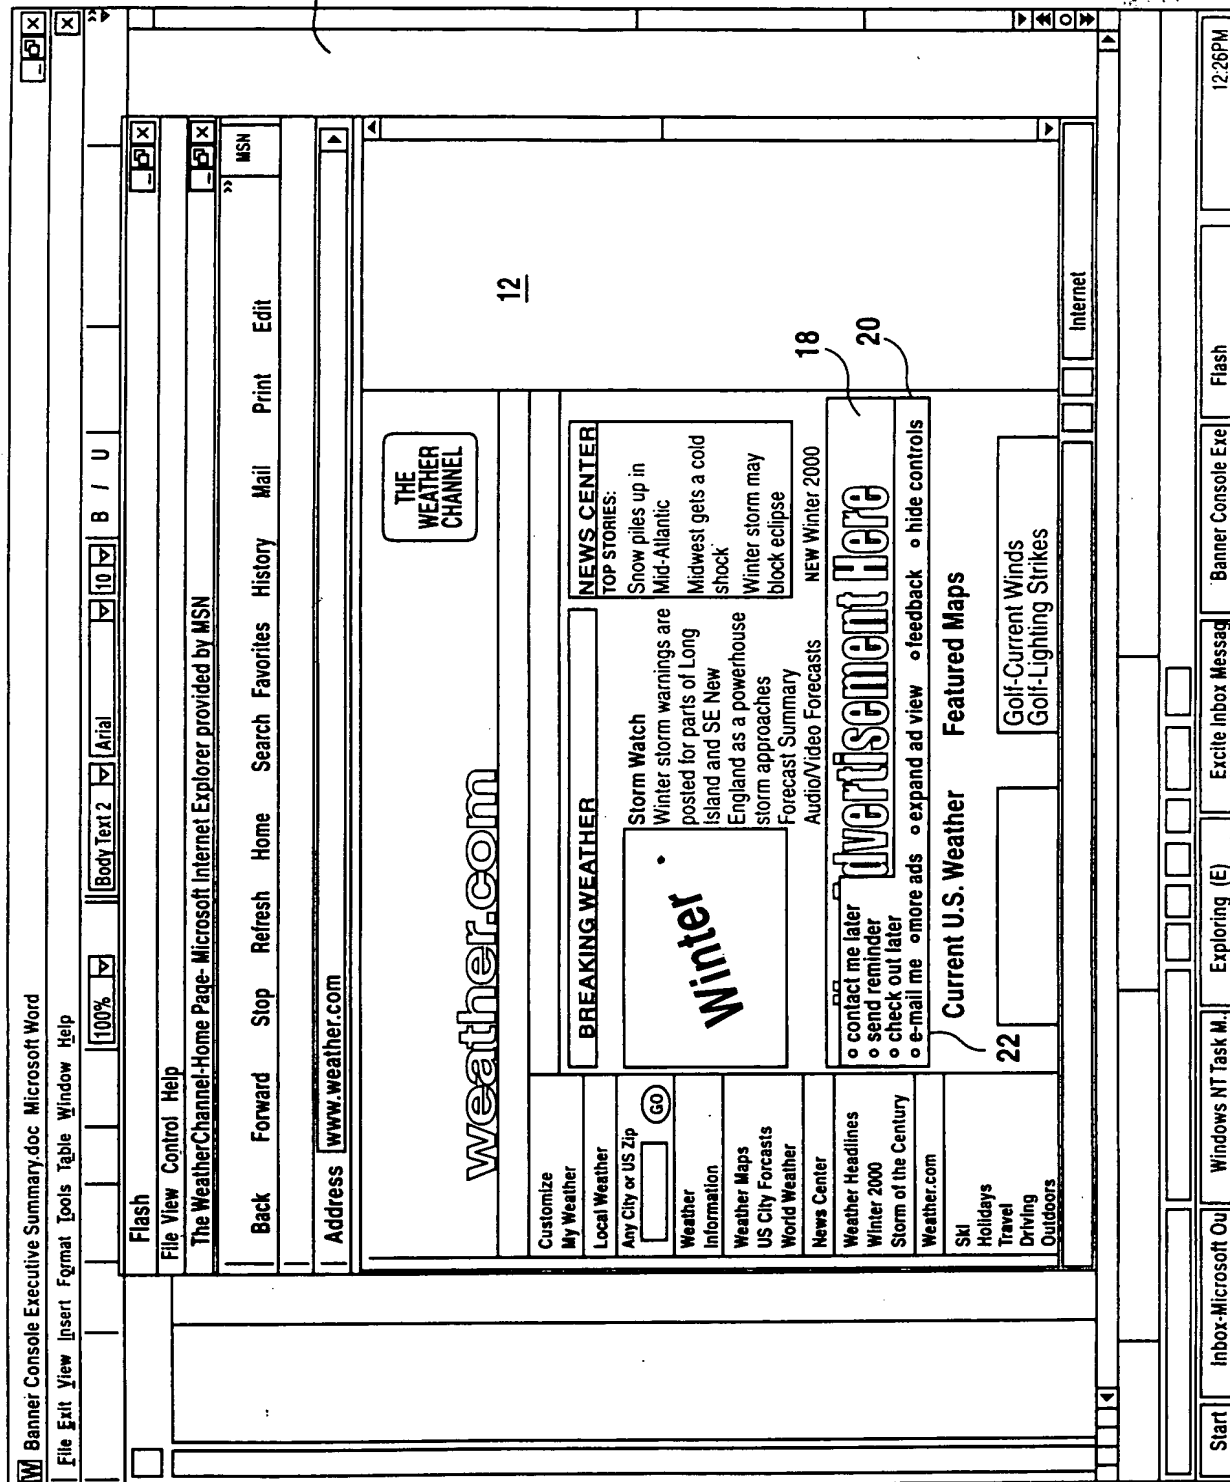 W Banner Console Executive Summary.doc Microsoft Word
File Exit View Insert Format Tools Table Window Help
100% Body Text 2 Arial 10 B I U
Flash
File View Control Help
The WeatherChannel-Home Page- Microsoft Internet Explorer provided by MSN
Back Forward Stop Refresh Home Search Favorites History Mail Print Edit MSN
Address www.weather.com
weather.com
THE
WEATHER
CHANNEL
12
Customize
My Weather
Local Weather
Any City or US Zip
GO
Weather
Information
Weather Maps
US City Forcasts
World Weather
News Center
Weather Headlines
Winter 2000
Storm of the Century
Weather.com
Ski
Holidays
Travel
Driving
Outdoors
BREAKING WEATHER
Winter
Storm Watch
Winter storm warnings are
posted for parts of Long
Island and SE New
England as a powerhouse
storm approaches
Forecast Summary
Audio/Video Forecasts
NEWS CENTER
TOP STORIES:
Snow piles up in
Mid-Atlantic
Midwest gets a cold
shock
Winter storm may
block eclipse
NEW Winter 2000
dvertisement Here
18
contact me later
send reminder
check out later
e-mail me more ads expand ad view feedback hide controls
20
22
Current U.S. Weather Featured Maps
Golf-Current Winds
Golf-Lighting Strikes
Internet
Start Inbox-Microsoft Ou Windows NT Task M. Exploring (E) Excite Inbox Messag Banner Console Exe Flash 12:26PM